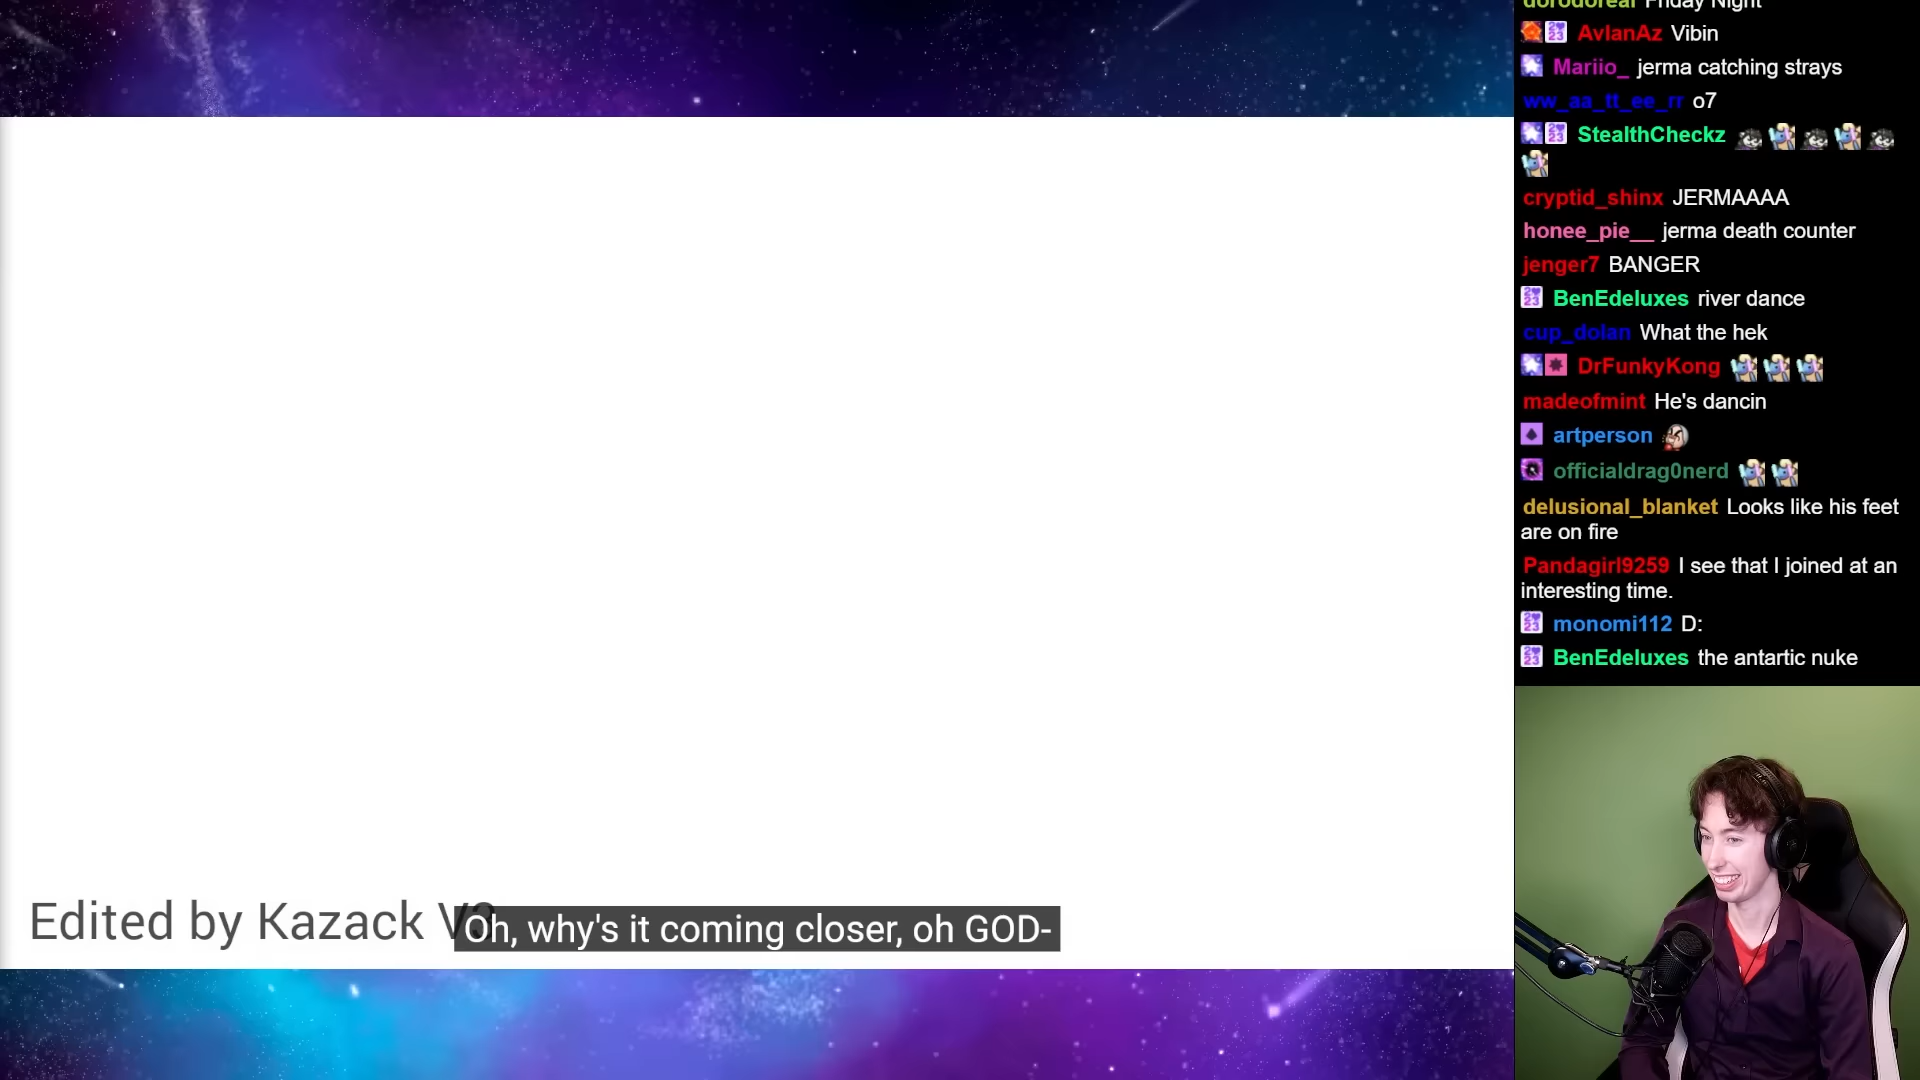 dorodoreal Friday Night
AvlanAz Vibin
Mariio_ jerma catching strays
ww_aa_tt_ee_rr o7
StealthCheckz
cryptid_shinx JERMAAAA
honee_pie__ jerma death counter
jenger7 BANGER
BenEdeluxes river dance
cup_dolan What the hek
DrFunkyKong
madeofmint He's dancin
artperson
officialdrag0nerd
delusional_blanket Looks like his feet
are on fire
Pandagirl9259 I see that I joined at an
interesting time.
monomi112 D:
BenEdeluxes the antartic nuke
Edited by Kazack
Oh, why's it coming closer, oh GOD-